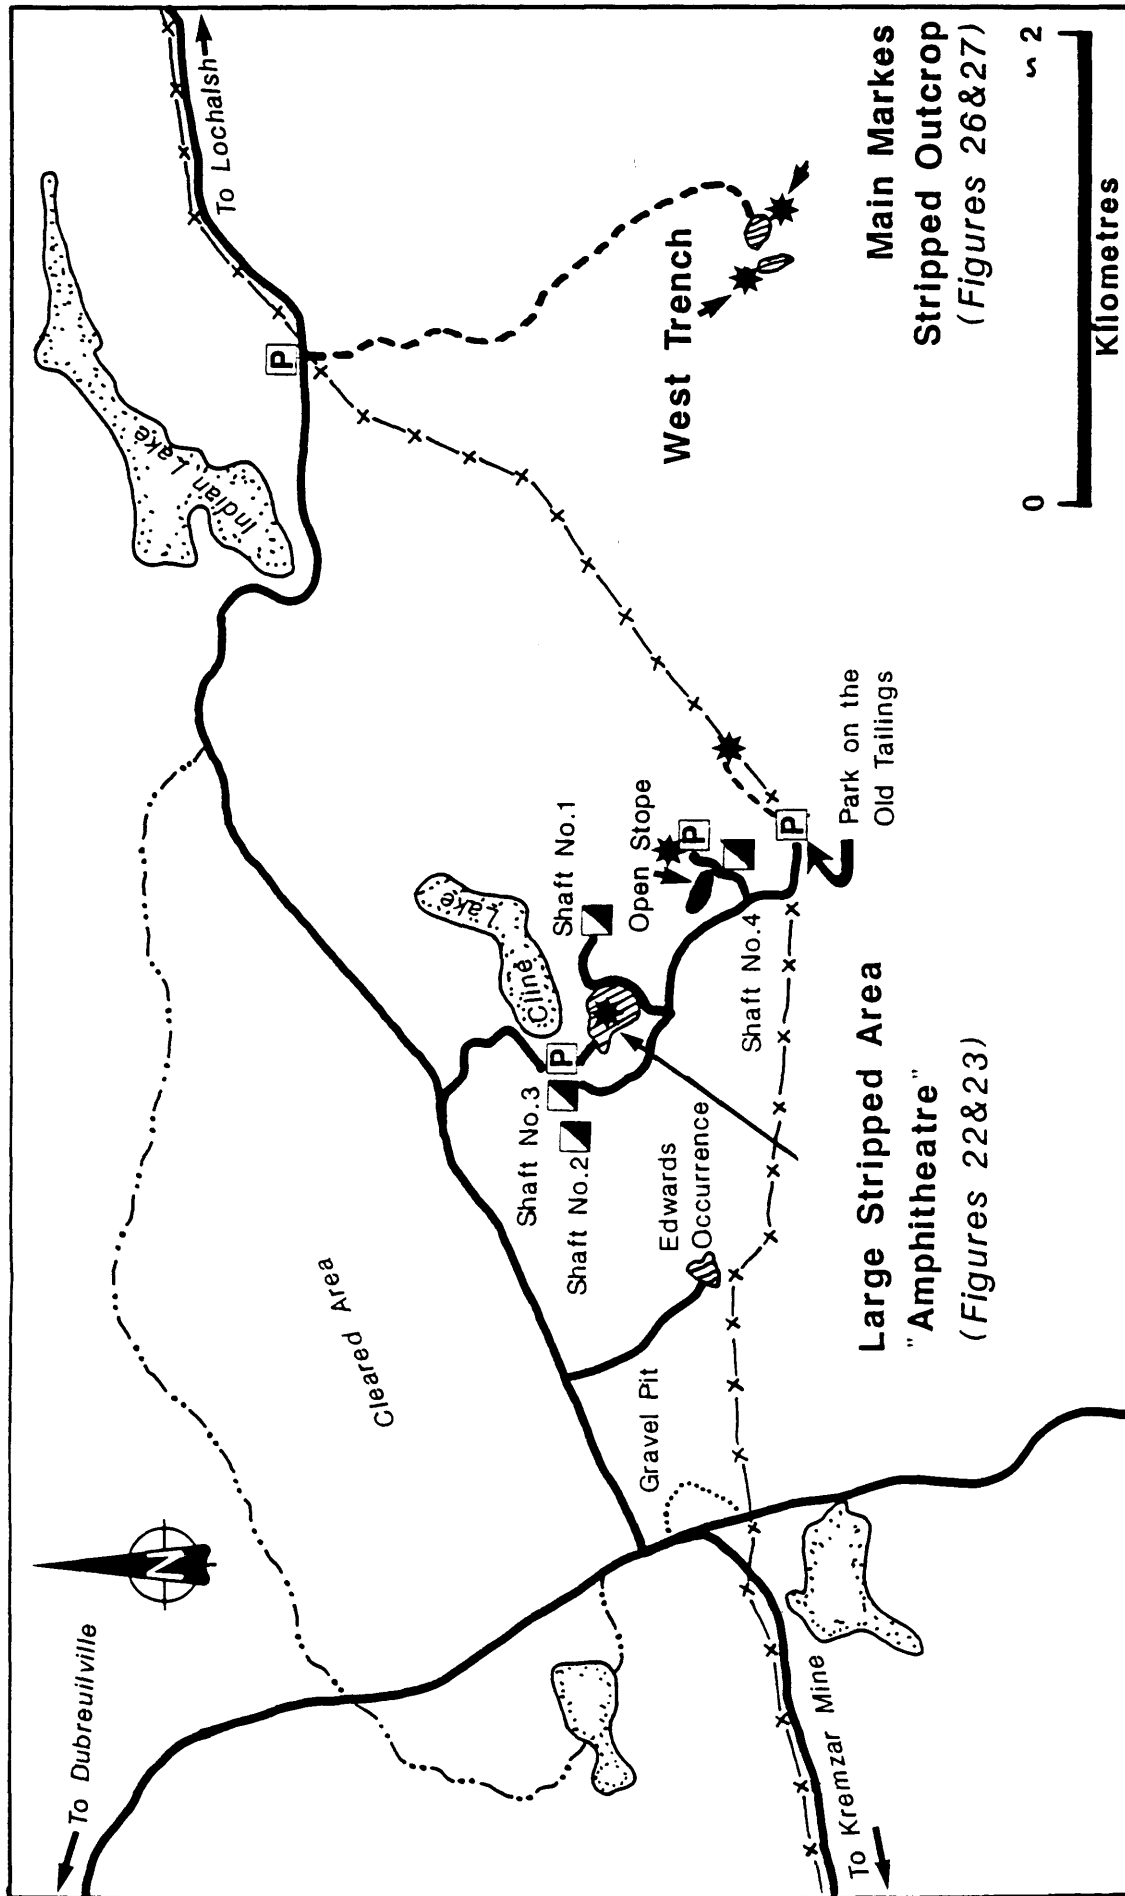 To Dubreuilville
N
Cleared Area
Indian Lake
To Lochalsh
P
Gravel Pit
Shaft No.3
Shaft No.2
P
Cline
Lake
Shaft No.1
Open Stope
P
Edwards
Occurrence
Shaft No.4
P
Park on the
Old Tailings
West Trench
To Kremzar Mine
Large Stripped Area
"Amphitheatre"
(Figures 22&23)
Main Markes
Stripped Outcrop
(Figures 26&27)
0 ~ 2
Kilometres